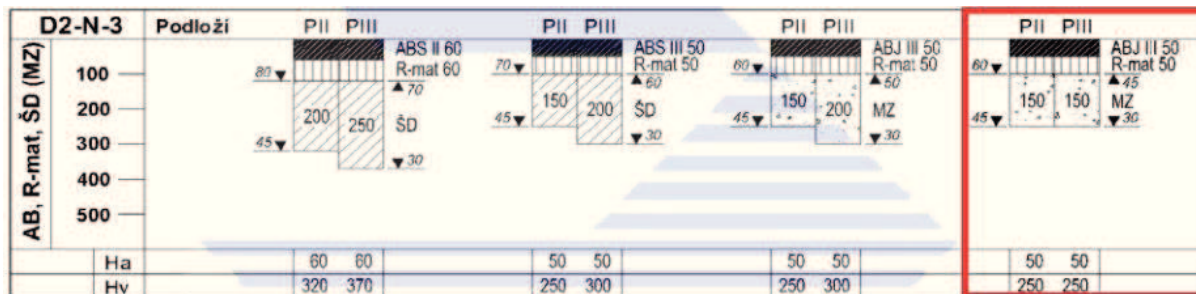 D2-N-3 Podloží PII PIII PII PIII PII PIII PII PIII
AB, R-mat, ŠD (MZ)
100
200
300
400
500
80 ABS II 60
R-mat 60
70
200 250 ŠD
45
30
70 ABS III 50
R-mat 50
60
150 200 ŠD
45
30
60 ABJ III 50
R-mat 50
50
150 200 MZ
45
30
60 ABJ III 50
R-mat 50
45
150 150 MZ
45
30
Ha 60 60 50 50 50 50 50 50
Hv 320 370 250 300 250 300 250 250